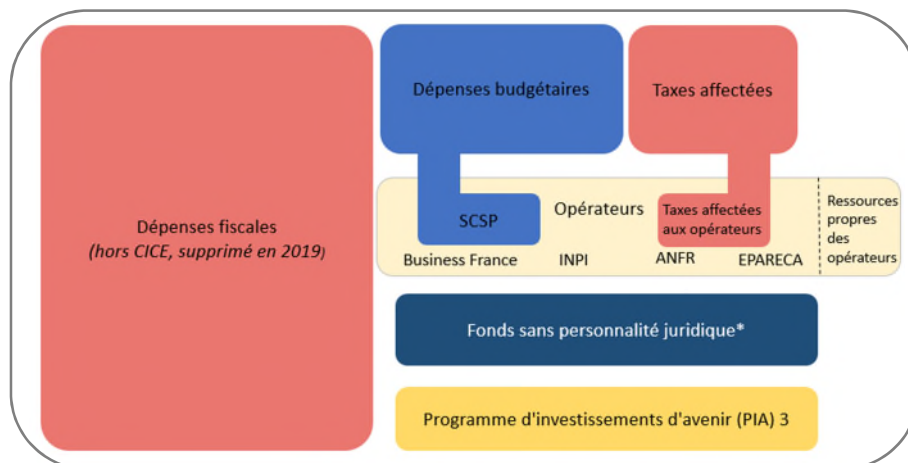 Dépenses fiscales
(hors CICE, supprimé en 2019)
Dépenses budgétaires
Taxes affectées
SCSP
Opérateurs
Taxes affectées
aux opérateurs
Ressources
propres
des
opérateurs
Business France
INPI
ANFR
EPARECA
Fonds sans personnalité juridique*
Programme d'investissements d'avenir (PIA) 3